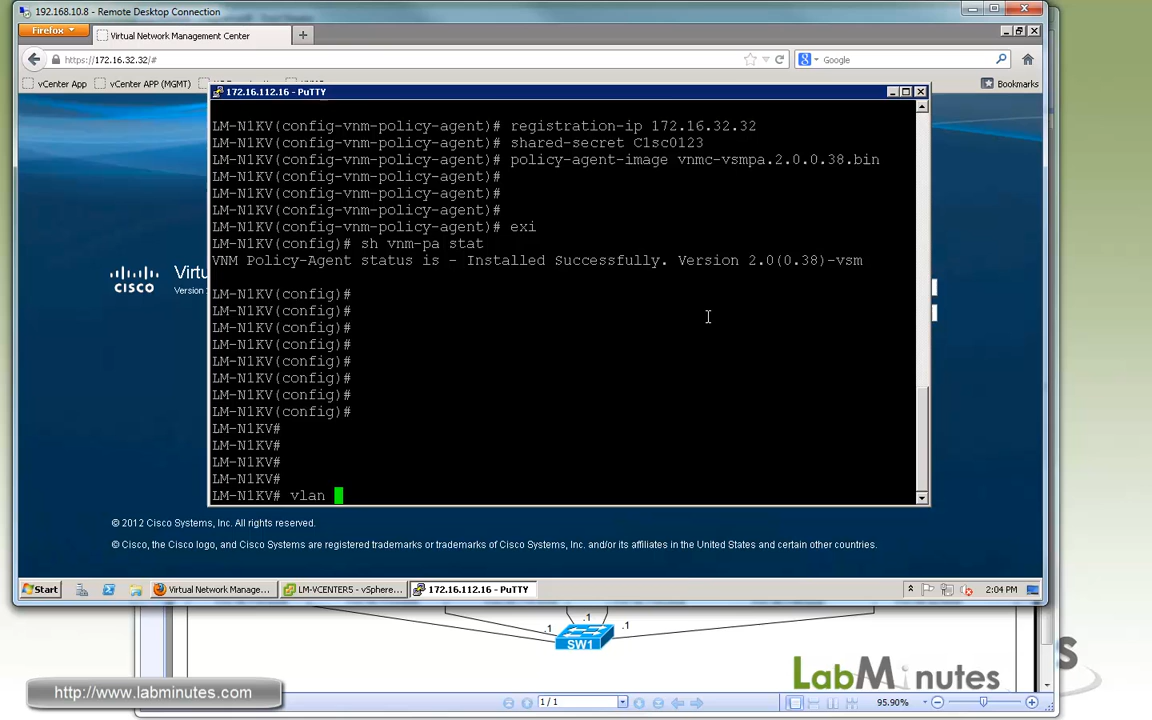 192.168.10.8 - Remote Desktop Connection
Firefox
Virtual Network Management Center
https://172.16.32.32/#
Google
vCenter App
vCenter APP (MGMT)
Bookmarks
172.16.112.16 - PuTTY
LM-N1KV(config-vnm-policy-agent)# registration-ip 172.16.32.32
LM-N1KV(config-vnm-policy-agent)# shared-secret C1sc0123
LM-N1KV(config-vnm-policy-agent)# policy-agent-image vnmc-vsmpa.2.0.0.38.bin
LM-N1KV(config-vnm-policy-agent)#
LM-N1KV(config-vnm-policy-agent)#
LM-N1KV(config-vnm-policy-agent)#
LM-N1KV(config-vnm-policy-agent)# exi
LM-N1KV(config)# sh vnm-pa stat
VNM Policy-Agent status is - Installed Successfully. Version 2.0(0.38)-vsm
LM-N1KV(config)#
LM-N1KV(config)#
LM-N1KV(config)#
LM-N1KV(config)#
LM-N1KV(config)#
LM-N1KV(config)#
LM-N1KV(config)#
LM-N1KV(config)#
LM-N1KV#
LM-N1KV#
LM-N1KV#
LM-N1KV#
LM-N1KV# vlan
CISCO
Virtu
Version
© 2012 Cisco Systems, Inc. All rights reserved.
© Cisco, the Cisco logo, and Cisco Systems are registered trademarks or trademarks of Cisco Systems, Inc. and/or its affiliates in the United States and certain other countries.
Start
Virtual Network Manage...
LM-VCENTER5 - vSphere...
172.16.112.16 - PuTTY
2:04 PM
.1
.1
.1
SW1
LabMinutes
http://www.labminutes.com
1 / 1
95.90%